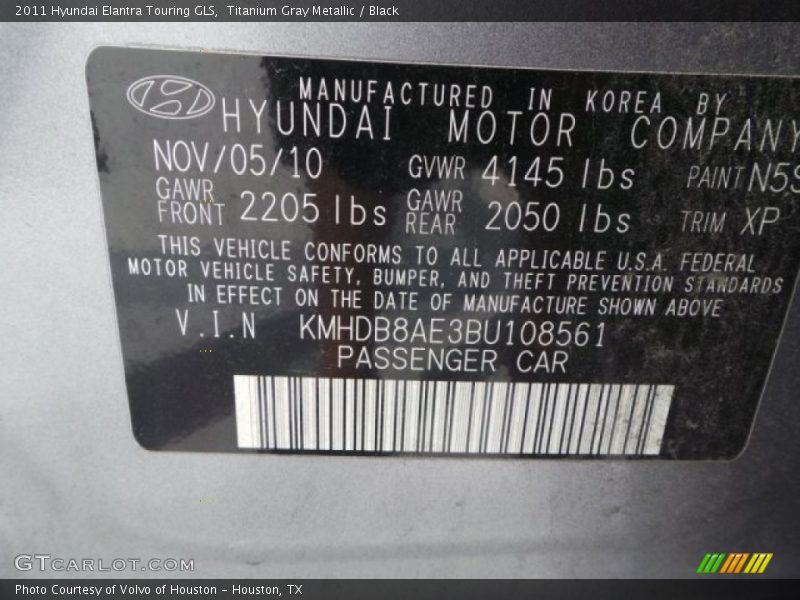 2011 Hyundai Elantra Touring GLS,  Titanium Gray Metallic / Black
MANUFACTURED IN KOREA BY
HYUNDAI MOTOR COMPANY
NOV/05/10 GVWR 4145 lbs PAINT N5S
GAWR FRONT 2205 lbs GAWR REAR 2050 lbs TRIM XP
THIS VEHICLE CONFORMS TO ALL APPLICABLE U.S.A. FEDERAL
MOTOR VEHICLE SAFETY, BUMPER, AND THEFT PREVENTION STANDARDS
IN EFFECT ON THE DATE OF MANUFACTURE SHOWN ABOVE
V.I.N KMHDB8AE3BU108561
PASSENGER CAR
GTCARLOT.COM
Photo Courtesy of Volvo of Houston – Houston, TX